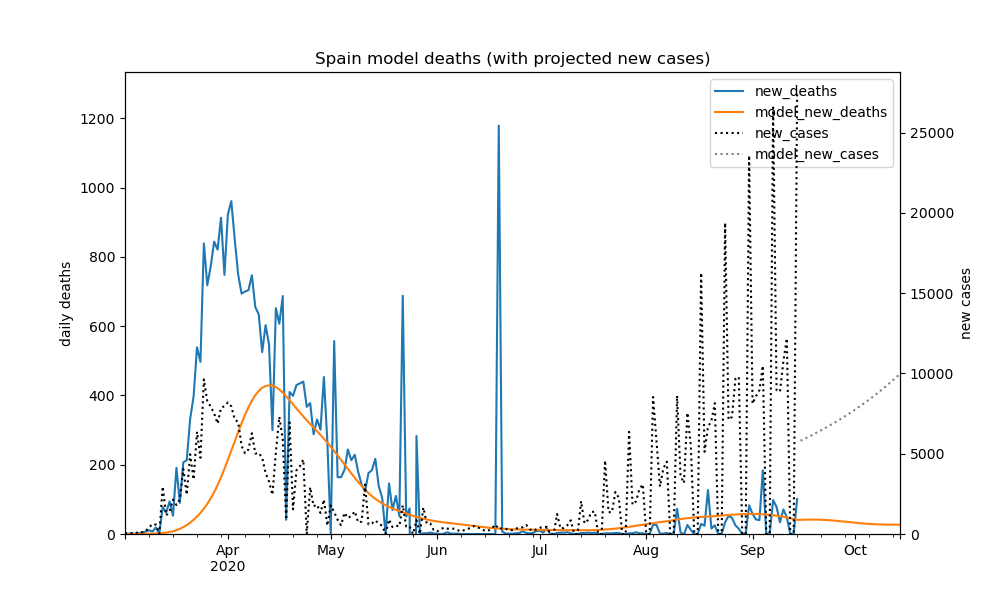 Spain model deaths (with projected new cases)
new_deaths
model_new_deaths
new_cases
model_new_cases
1200
1000
800
600
400
200
0
daily deaths
25000
20000
15000
10000
5000
0
new cases
Apr
2020
May
Jun
Jul
Aug
Sep
Oct